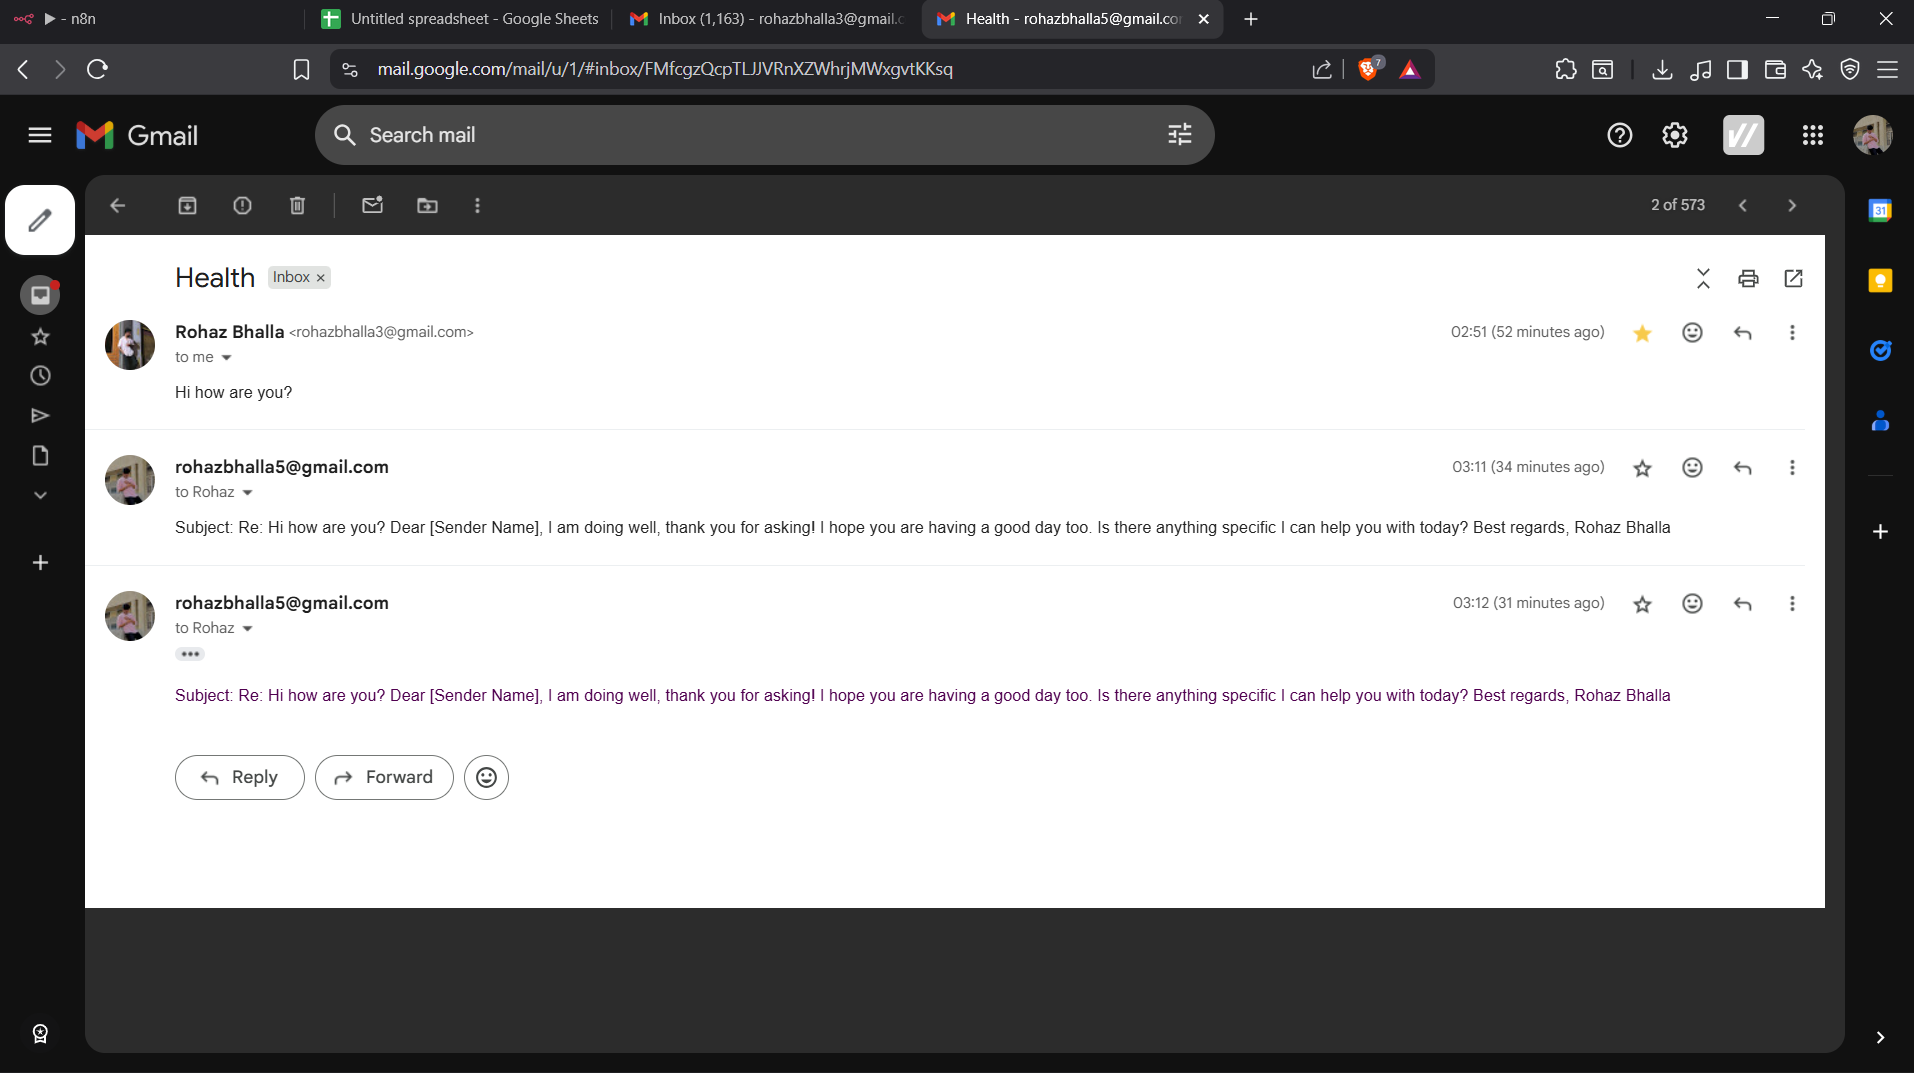 - n8n
Untitled spreadsheet - Google Sheets
Inbox (1,163) - rohazbhalla3@gmail.c
Health - rohazbhalla5@gmail.co
mail.google.com/mail/u/1/#inbox/FMfcgzQcpTLJJVRnXZWhrjMWxgvtKKsq
7
Gmail
Search mail
2 of 573
31
Health
Inbox ×
Rohaz Bhalla <rohazbhalla3@gmail.com>
02:51 (52 minutes ago)
to me
Hi how are you?
rohazbhalla5@gmail.com
03:11 (34 minutes ago)
to Rohaz
Subject: Re: Hi how are you? Dear [Sender Name], I am doing well, thank you for asking! I hope you are having a good day too. Is there anything specific I can help you with today? Best regards, Rohaz Bhalla
rohazbhalla5@gmail.com
03:12 (31 minutes ago)
to Rohaz
Subject: Re: Hi how are you? Dear [Sender Name], I am doing well, thank you for asking! I hope you are having a good day too. Is there anything specific I can help you with today? Best regards, Rohaz Bhalla
Reply
Forward